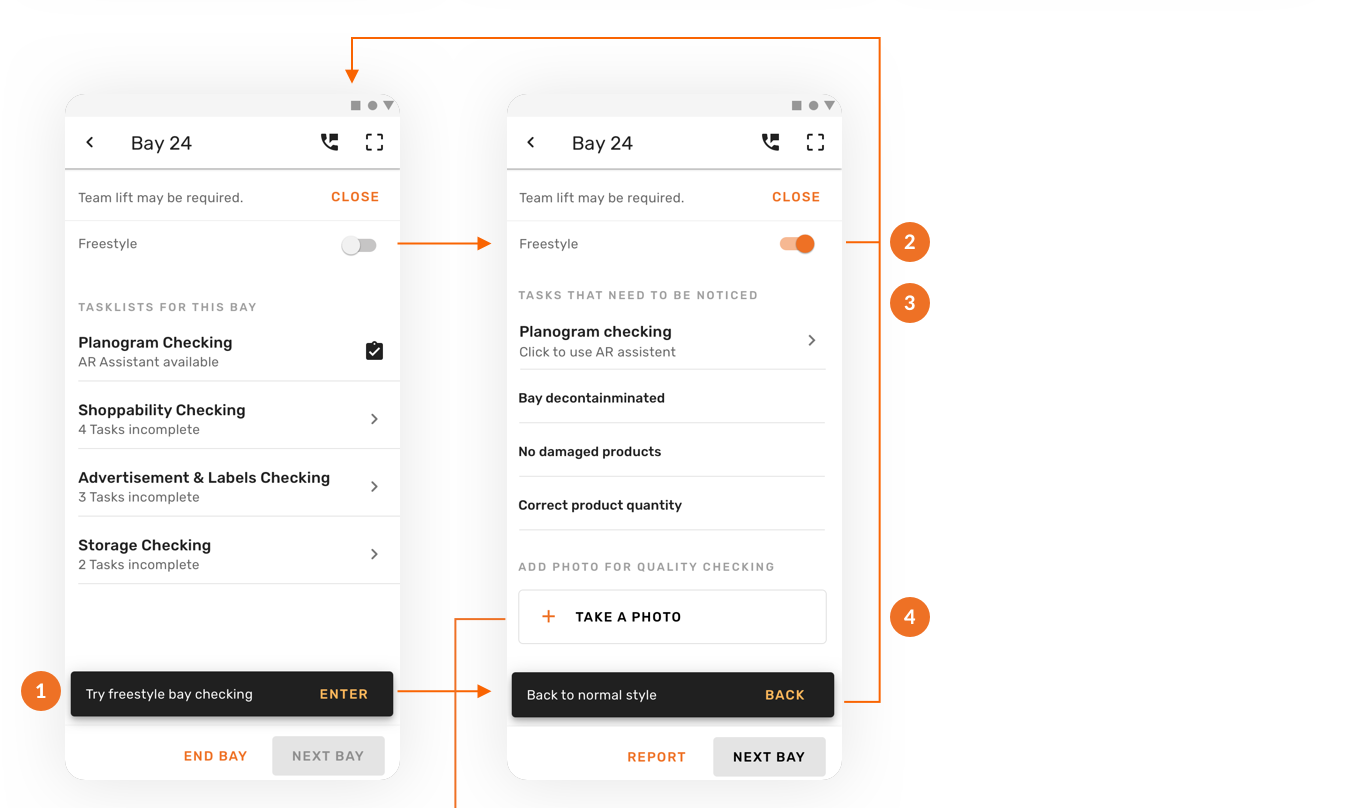 Bay 24
Team lift may be required.
CLOSE
Freestyle
TASKLISTS FOR THIS BAY
Planogram Checking
AR Assistant available
Shoppability Checking
4 Tasks incomplete
Advertisement & Labels Checking
3 Tasks incomplete
Storage Checking
2 Tasks incomplete
1
Try freestyle bay checking
ENTER
END BAY
NEXT BAY
Bay 24
Team lift may be required.
CLOSE
Freestyle
2
TASKS THAT NEED TO BE NOTICED
3
Planogram checking
Click to use AR assistent
Bay decontainminated
No damaged products
Correct product quantity
ADD PHOTO FOR QUALITY CHECKING
+ TAKE A PHOTO
4
Back to normal style
BACK
REPORT
NEXT BAY